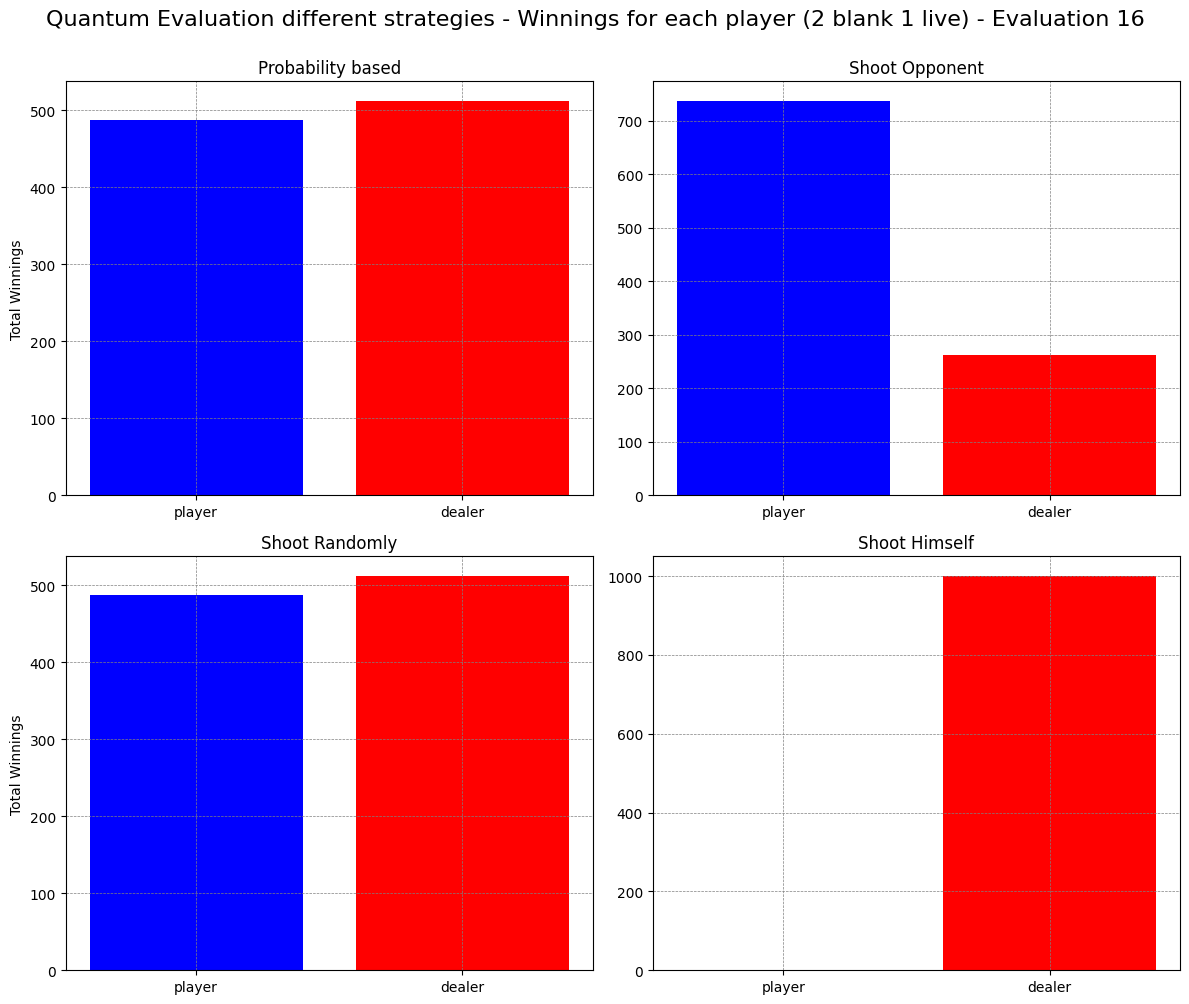 Quantum Evaluation different strategies - Winnings for each player (2 blank 1 live) - Evaluation 16
Probability based
Total Winnings
500
400
300
200
100
0
player dealer
Shoot Opponent
700
600
500
400
300
200
100
0
player dealer
Shoot Randomly
Total Winnings
500
400
300
200
100
0
player dealer
Shoot Himself
1000
800
600
400
200
0
player dealer